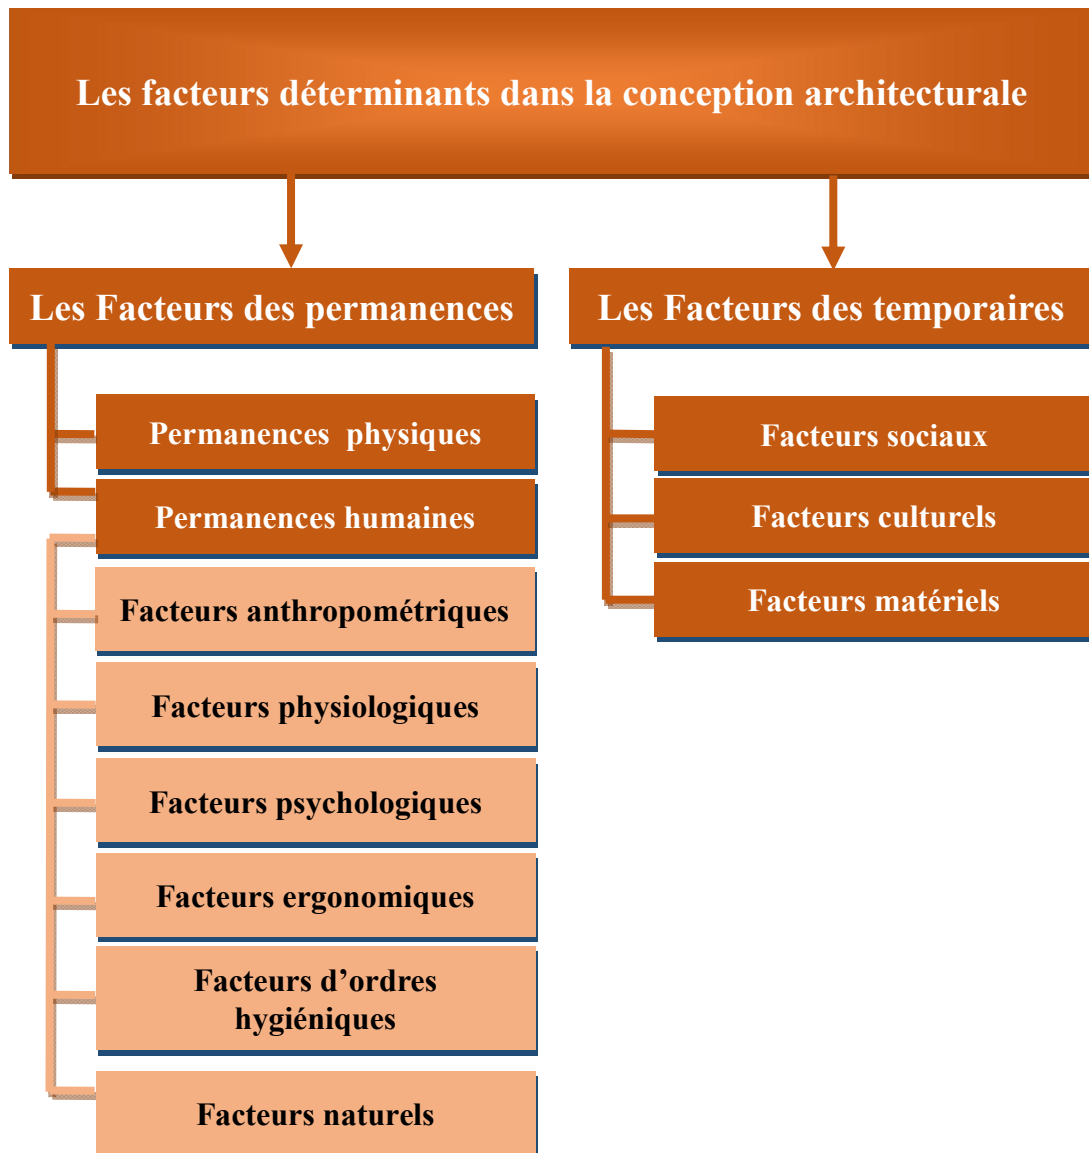 Les facteurs déterminants dans la conception architecturale
Les Facteurs des permanences
Permanences physiques
Permanences humaines
Facteurs anthropométriques
Facteurs physiologiques
Facteurs psychologiques
Facteurs ergonomiques
Facteurs d’ordres
hygiéniques
Facteurs naturels
Les Facteurs des temporaires
Facteurs sociaux
Facteurs culturels
Facteurs matériels